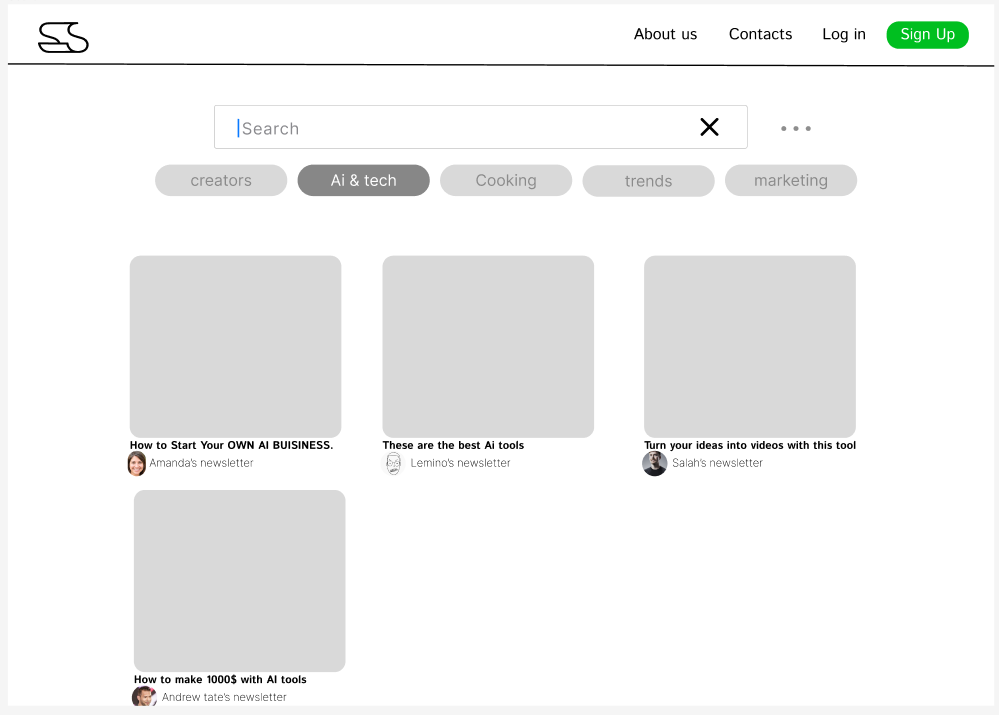 About us Contacts Log in Sign Up
Search
creators Ai & tech Cooking trends marketing
How to Start Your OWN AI BUISINESS. These are the best Ai tools Turn your ideas into videos with this tool
Amanda's newsletter Lemino's newsletter Salah's newsletter
How to make 1000$ with AI tools
Andrew tate's newsletter